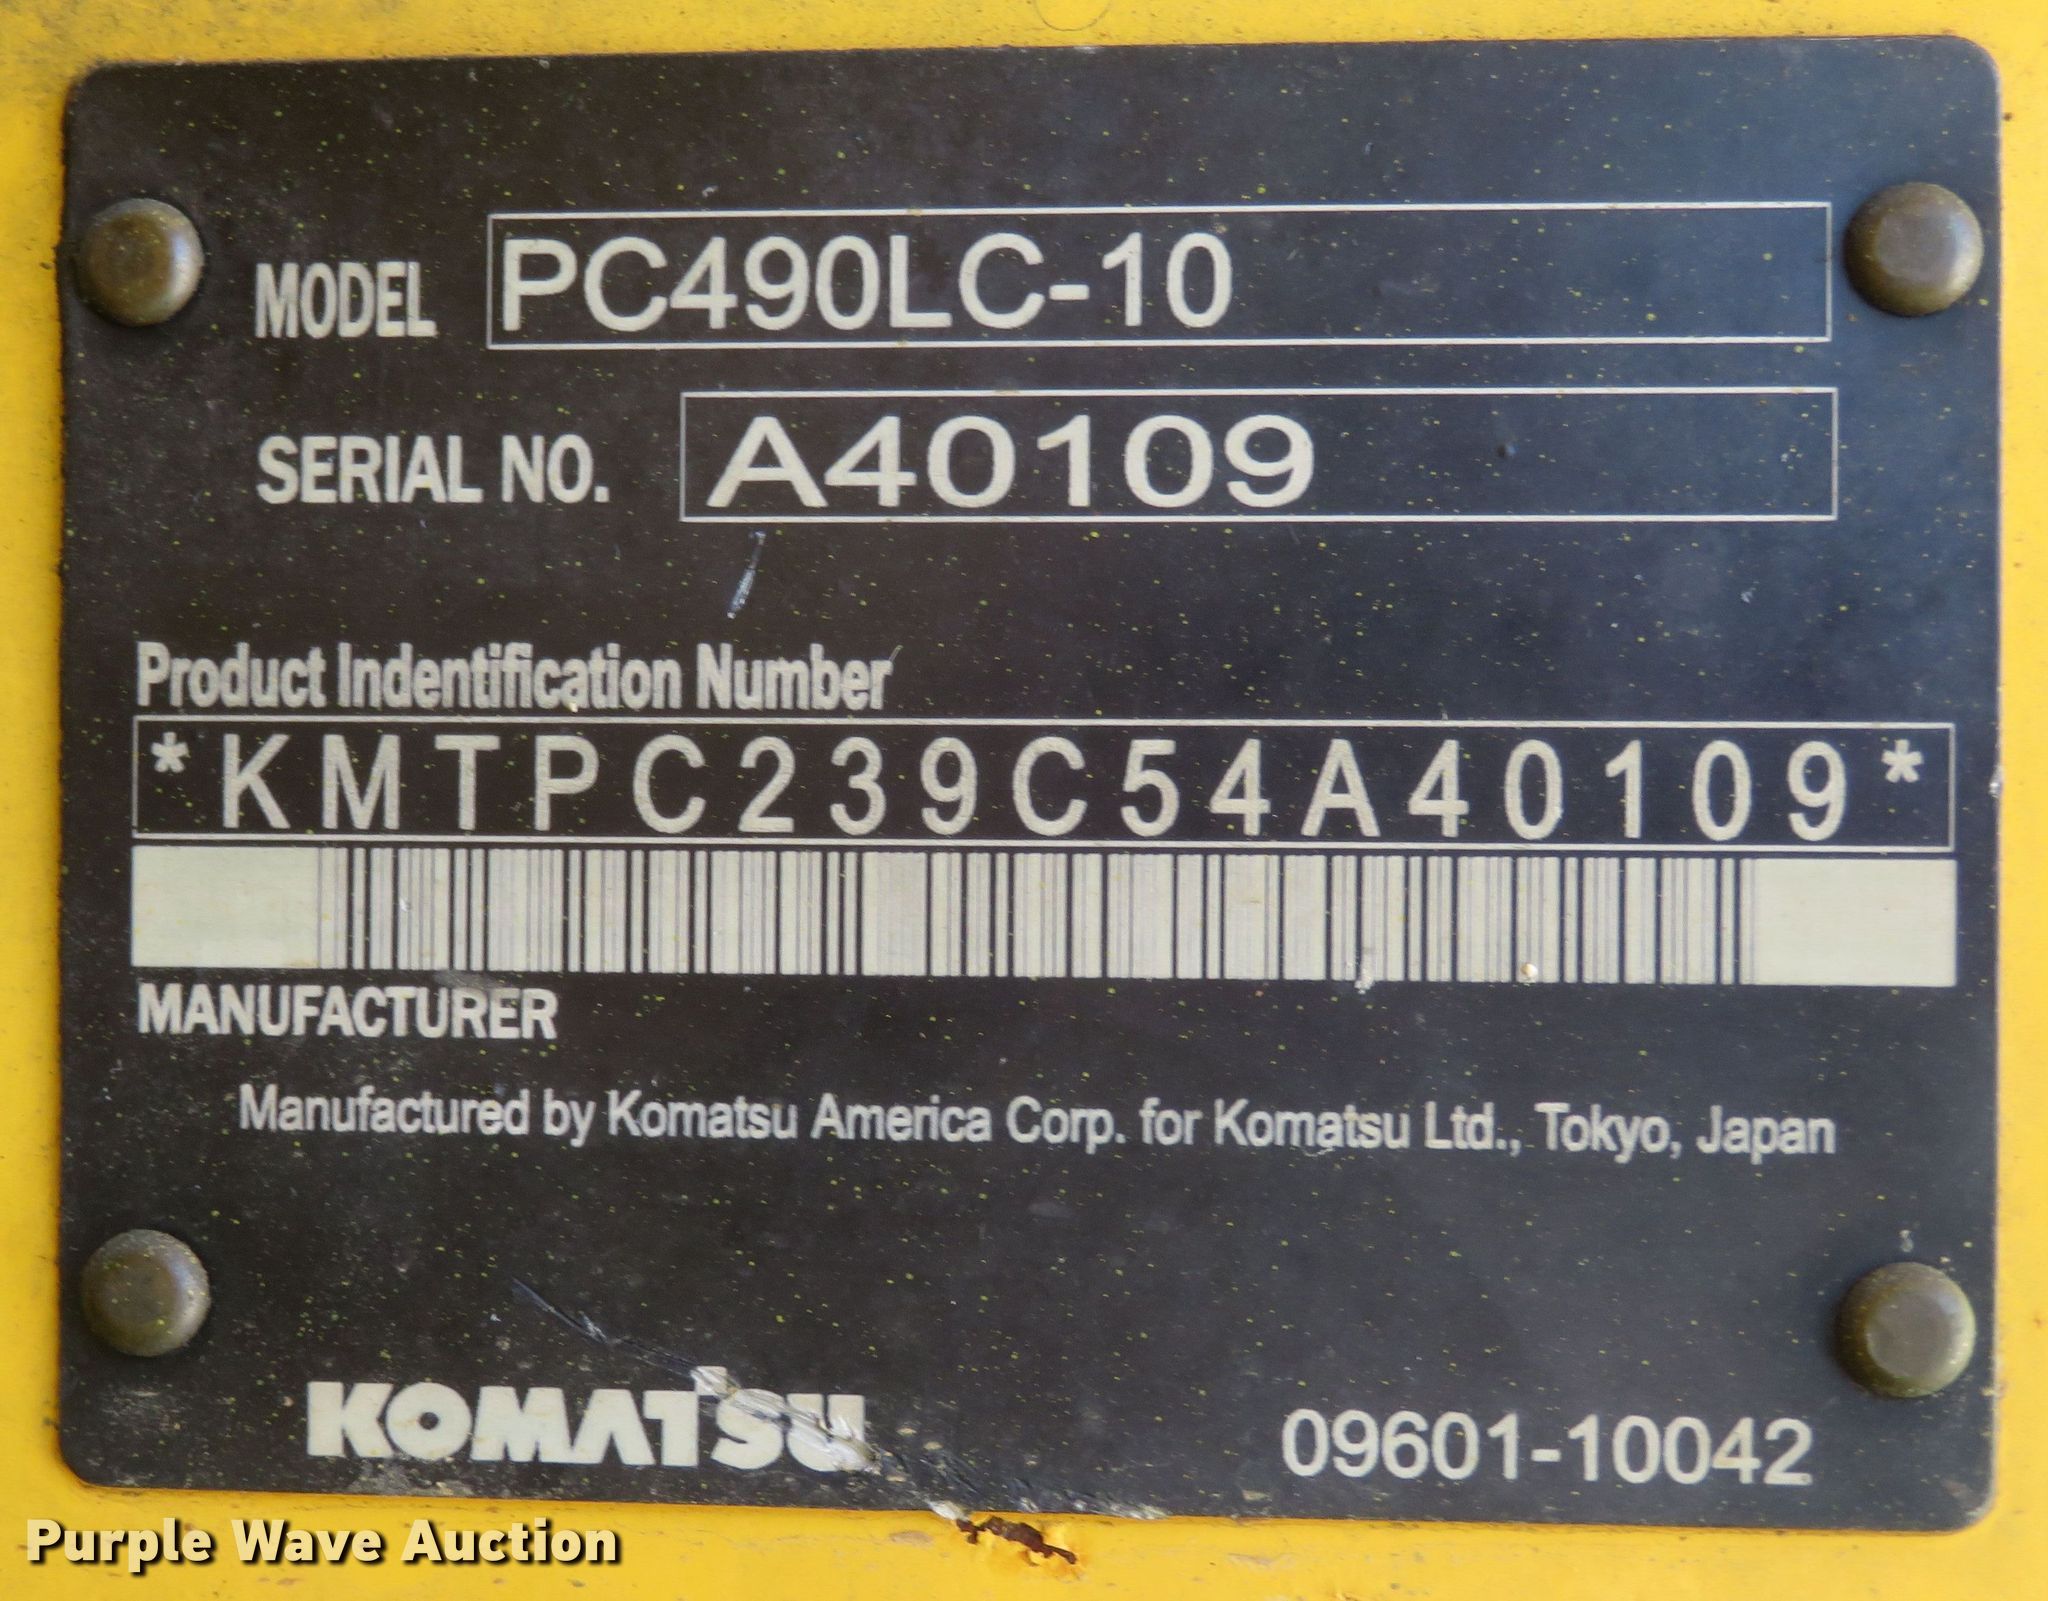 MODEL PC490LC-10
SERIAL NO. A40109
Product Indentification Number
*KMTPC239C54A40109*
MANUFACTURER
Manufactured by Komatsu America Corp. for Komatsu Ltd., Tokyo, Japan
KOMATSU 09601-10042
Purple Wave Auction